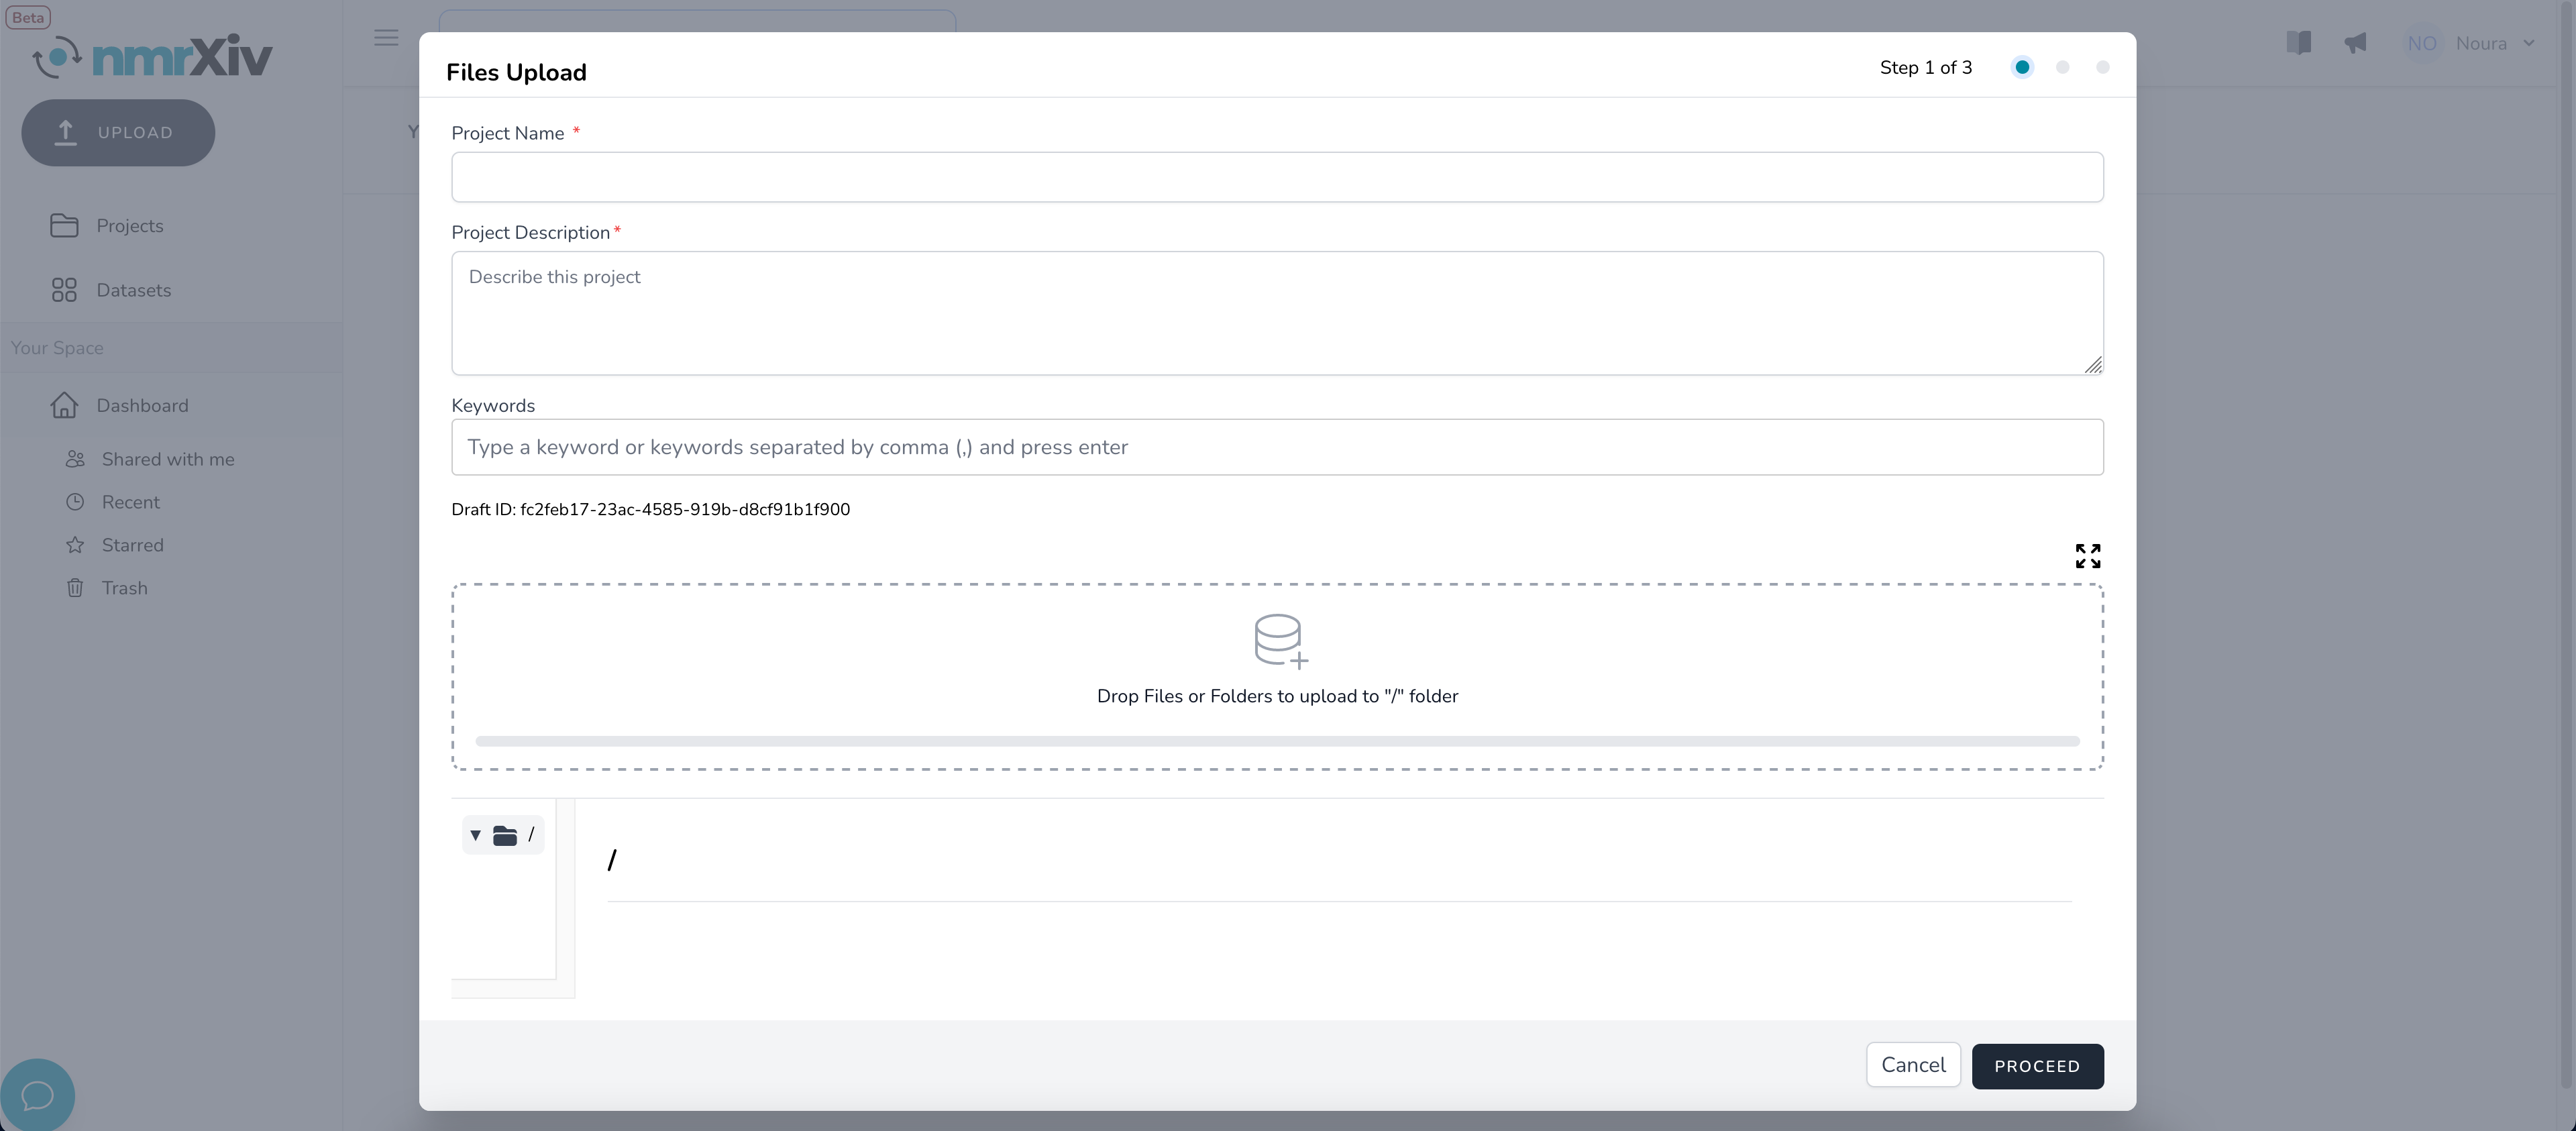 Beta
nmrXiv
UPLOAD
Projects
Datasets
Your Space
Dashboard
Shared with me
Recent
Starred
Trash
Y
NO Noura
Files Upload
Step 1 of 3
Project Name *
Project Description *
Describe this project
Keywords
Type a keyword or keywords separated by comma (,) and press enter
Draft ID: fc2feb17-23ac-4585-919b-d8cf91b1f900
Drop Files or Folders to upload to "/" folder
/
/
Cancel
PROCEED